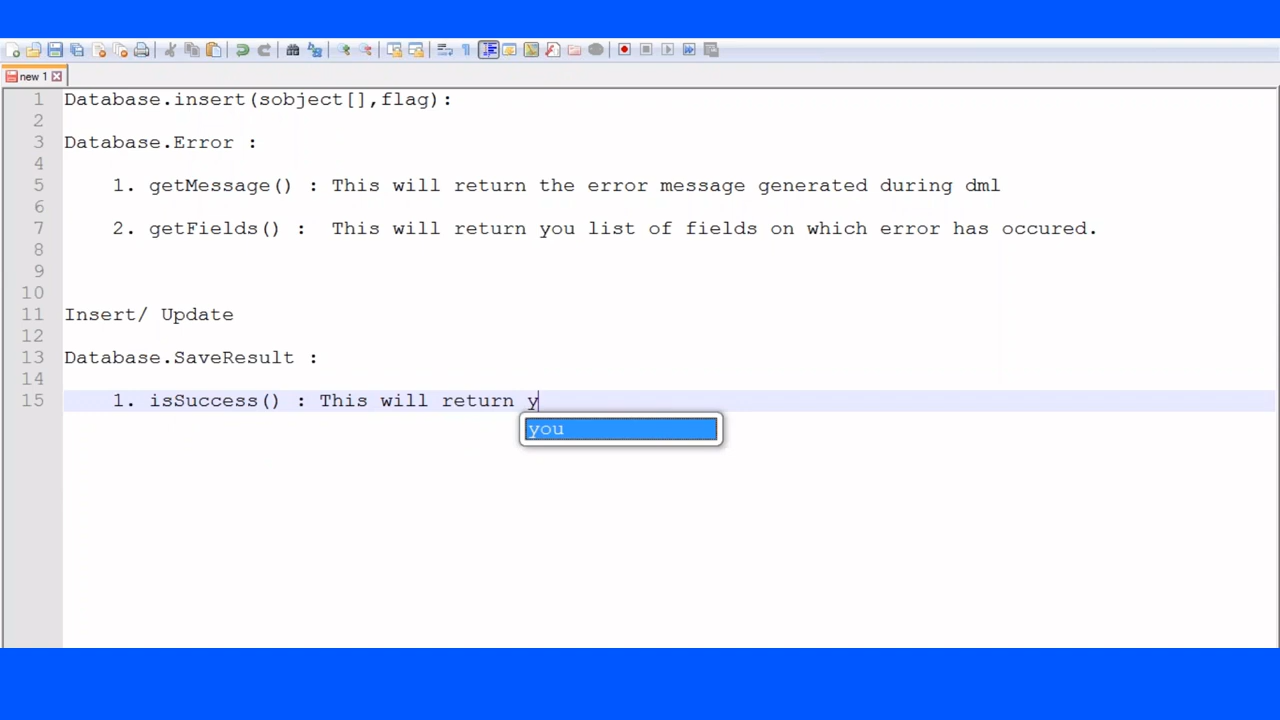 new 1
1 Database.insert(sobject[],flag):
2
3 Database.Error :
4
5 1. getMessage() : This will return the error message generated during dml
6
7 2. getFields() :  This will return you list of fields on which error has occured.
8
9
10
11 Insert/ Update
12
13 Database.SaveResult :
14
15 1. isSuccess() : This will return y
you